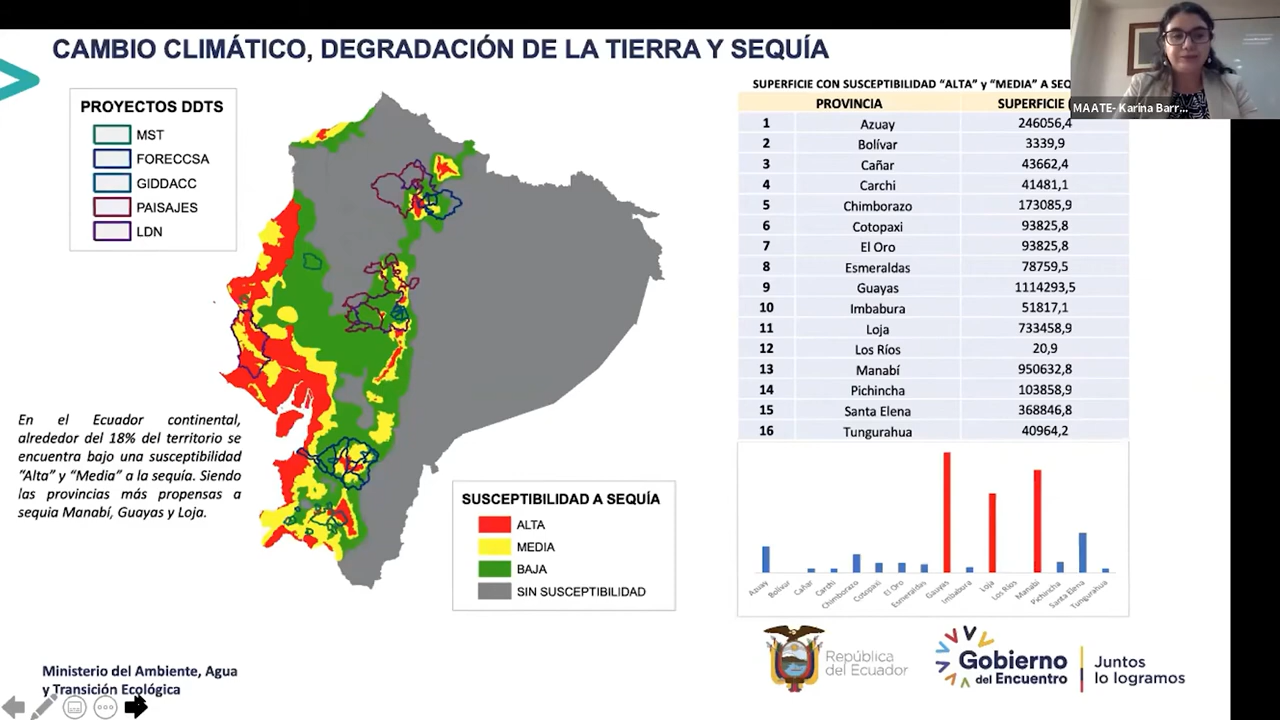 CAMBIO CLIMÁTICO, DEGRADACIÓN DE LA TIERRA Y SEQUÍA
MAATE- Karina Barr...
PROYECTOS DDTS
MST
FORECCSA
GIDDACC
PAISAJES
LDN
En el Ecuador continental,
alrededor del 18% del territorio se
encuentra bajo una susceptibilidad
“Alta” y “Media” a la sequía. Siendo
las provincias más propensas a
sequia Manabí, Guayas y Loja.
SUSCEPTIBILIDAD A SEQUÍA
ALTA
MEDIA
BAJA
SIN SUSCEPTIBILIDAD
SUPERFICIE CON SUSCEPTIBILIDAD “ALTA” y “MEDIA” A SEQ
PROVINCIA SUPERFICIE (
1 Azuay 246056,4
2 Bolívar 3339,9
3 Cañar 43662,4
4 Carchi 41481,1
5 Chimborazo 173085,9
6 Cotopaxi 93825,8
7 El Oro 93825,8
8 Esmeraldas 78759,5
9 Guayas 1114293,5
10 Imbabura 51817,1
11 Loja 733458,9
12 Los Ríos 20,9
13 Manabí 950632,8
14 Pichincha 103858,9
15 Santa Elena 368846,8
16 Tungurahua 40964,2
Azuay Bolívar Cañar Carchi Chimborazo Cotopaxi El Oro Esmeraldas Guayas Imbabura Loja Los Ríos Manabí Pichincha Santa Elena Tungurahua
Ministerio del Ambiente, Agua
y Transición Ecológica
República
del Ecuador
Gobierno
del Encuentro
Juntos
lo logramos